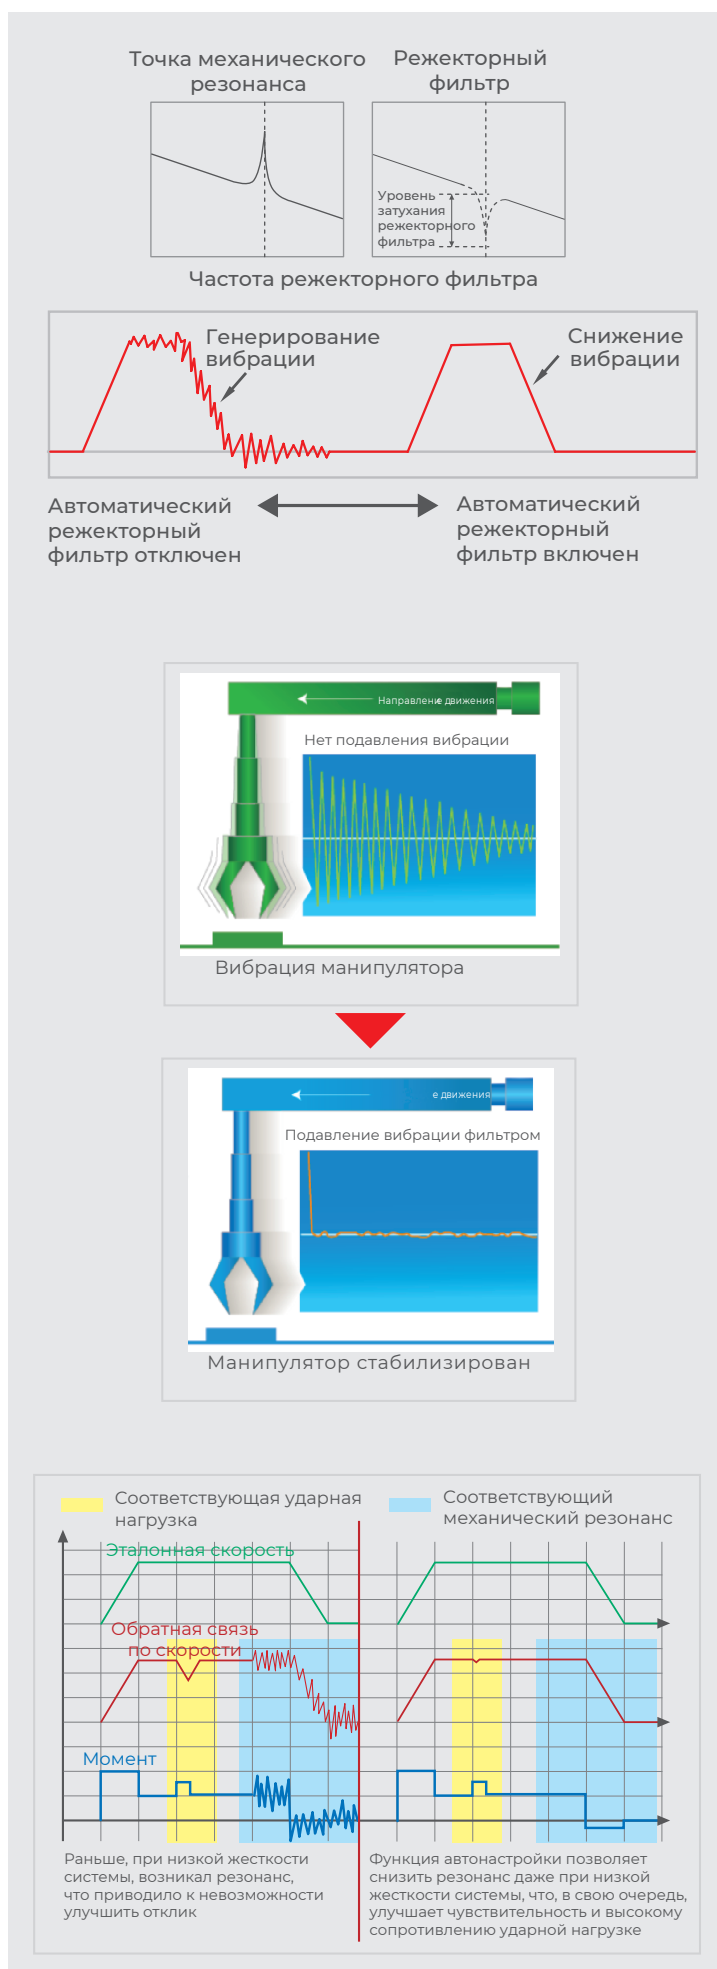 Точка механического
резонанса
Режекторный
фильтр
Уровень
затухания
режекторного
фильтра
Частота режекторного фильтра
Генерирование
вибрации
Снижение
вибрации
Автоматический
режекторный
фильтр отключен
Автоматический
режекторный
фильтр включен
Направление движения
Нет подавления вибрации
Вибрация манипулятора
е движения
Подавление вибрации фильтром
Манипулятор стабилизирован
Соответствующая ударная
нагрузка
Соответствующий
механический резонанс
Эталонная скорость
Обратная связь
по скорости
Момент
Раньше, при низкой жесткости
системы, возникал резонанс,
что приводило к невозможности
улучшить отклик
Функция автонастройки позволяет
снизить резонанс даже при низкой
жесткости системы, что, в свою очередь,
улучшает чувствительность и высокому
сопротивлению ударной нагрузке